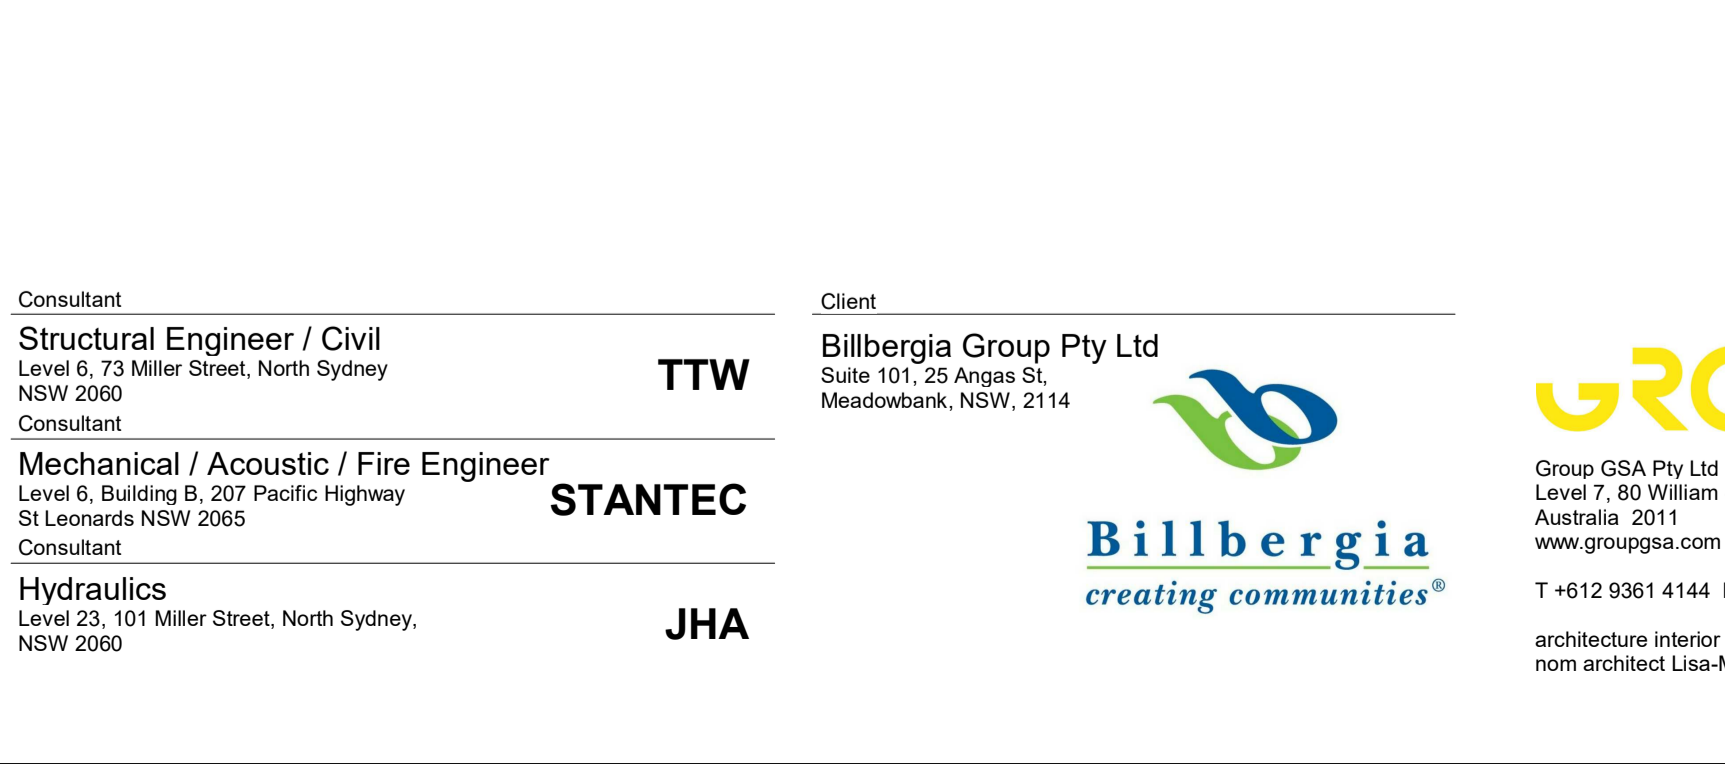 Consultant
Structural Engineer / Civil
Level 6, 73 Miller Street, North Sydney
NSW 2060
TTW
Consultant
Mechanical / Acoustic / Fire Engineer
Level 6, Building B, 207 Pacific Highway
St Leonards NSW 2065
STANTEC
Consultant
Hydraulics
Level 23, 101 Miller Street, North Sydney,
NSW 2060
JHA
Client
Billbergia Group Pty Ltd
Suite 101, 25 Angas St,
Meadowbank, NSW, 2114
Billbergia
creating communities®
Group GSA Pty Ltd
Level 7, 80 William
Australia 2011
www.groupgsa.com
T +612 9361 4144
architecture interior
nom architect